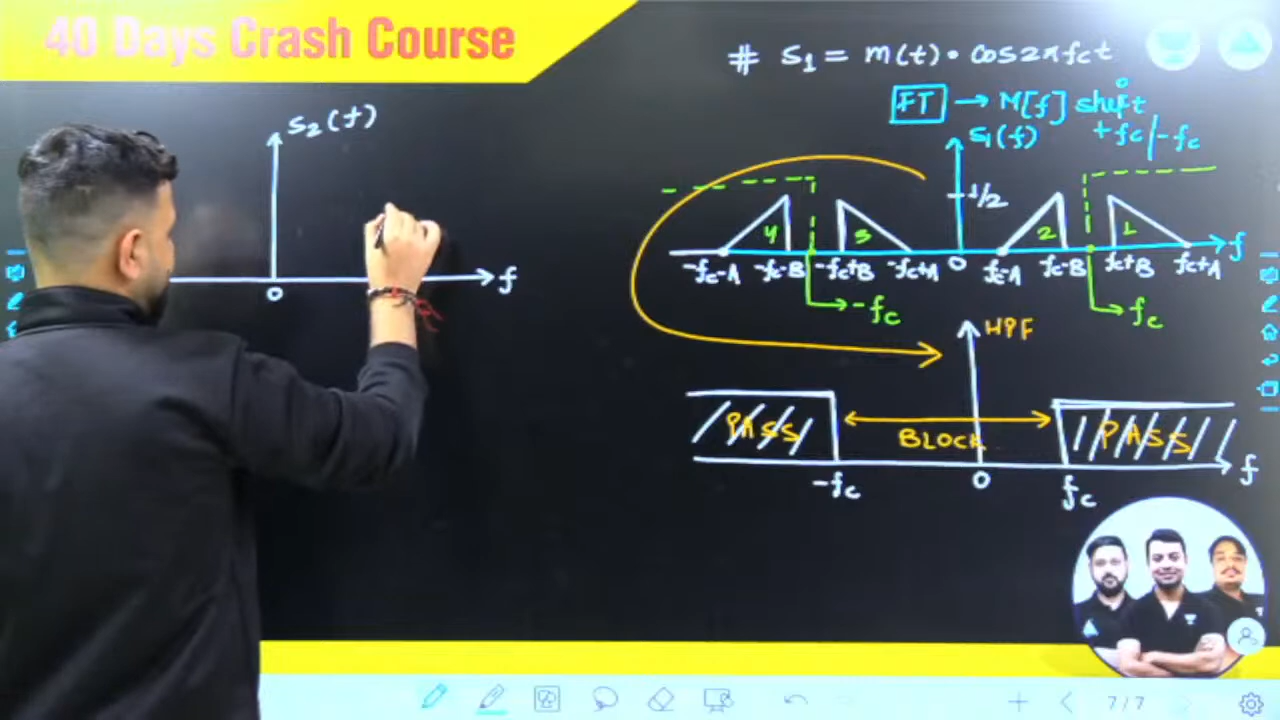 40 Days Crash Course
# S1 = m(t) • cos2πfct
FT → M[f] shift
+fc/-fc
S2(f)
f
0
S1(f)
1/2
4 3 2 1
f
-fc-A -fc-B -fc+B -fc+A 0 fc-A fc-B fc+B fc+A
-fc
fc
HPF
PASS
BLOCK
PASS
f
-fc
0
fc
7/7